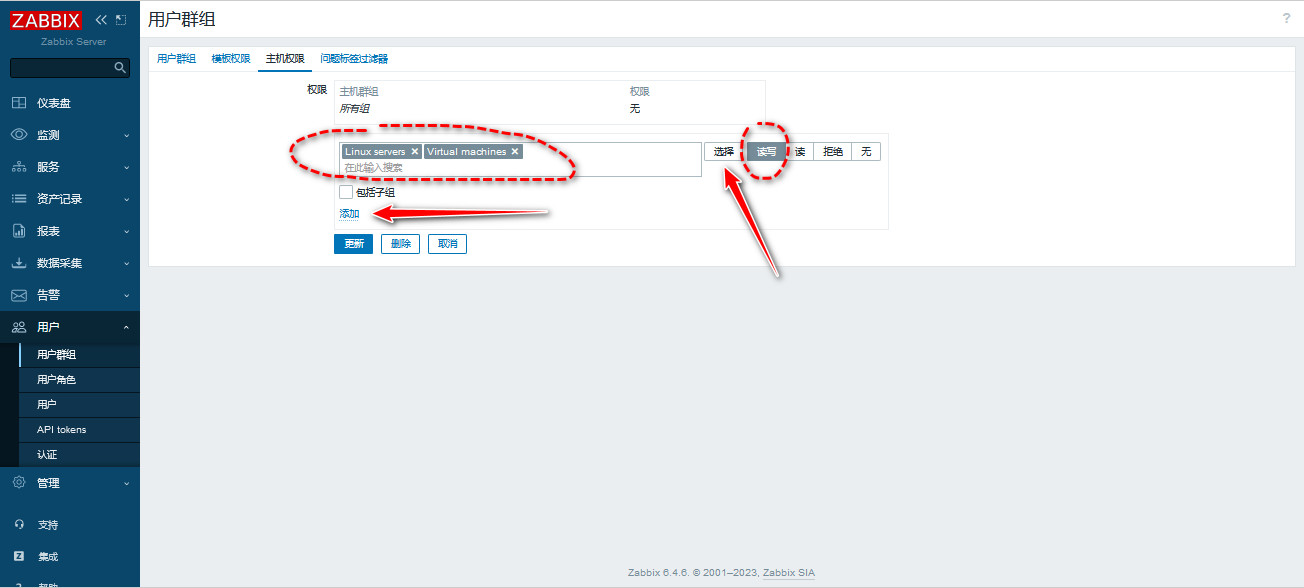 ZABBIX
Zabbix Server
仪表盘
监测
服务
资产记录
报表
数据采集
告警
用户
用户群组
用户角色
用户
API tokens
认证
管理
支持
集成
帮助
用户群组
?
用户群组 模板权限 主机权限 问题标签过滤器
权限 主机群组 权限
所有组 无
Linux servers × Virtual machines × 选择 读写 读 拒绝 无
在此输入搜索
包括子组
添加
更新 删除 取消
Zabbix 6.4.6. © 2001–2023, Zabbix SIA